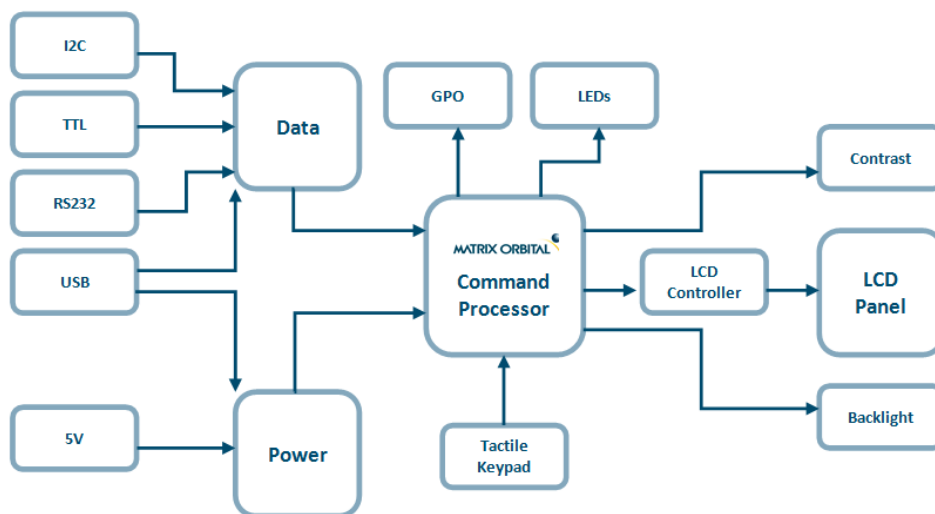 I2C
TTL
RS232
USB
5V
Data
Power
GPO
LEDs
MATRIX ORBITAL
Command
Processor
Tactile
Keypad
LCD
Controller
Contrast
LCD
Panel
Backlight